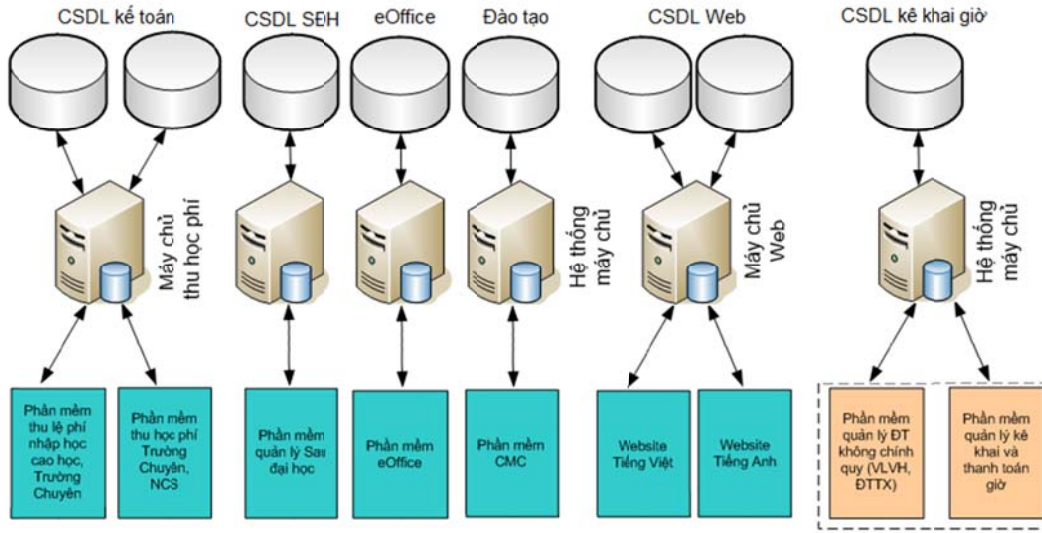 CSDL kế toán
CSDL SĐH
eOffice
Đào tạo
CSDL Web
CSDL kê khai giờ
Máy chủ
thu học phí
Hệ thống
máy chủ
Máy chủ
Web
Hệ thống
máy chủ
Phần mềm
thu lệ phí
nhập học
cao học,
Trường
Chuyên
Phần mềm
thu học phí
Trường
Chuyên,
NCS
Phần mềm
quản lý Sau
đại học
Phần mềm
eOffice
Phần mềm
CMC
Website
Tiếng Việt
Website
Tiếng Anh
Phần mềm
quản lý ĐT
không chính
quy (VLVH,
ĐTTX)
Phần mềm
quản lý kê
khai và
thanh toán
giờ